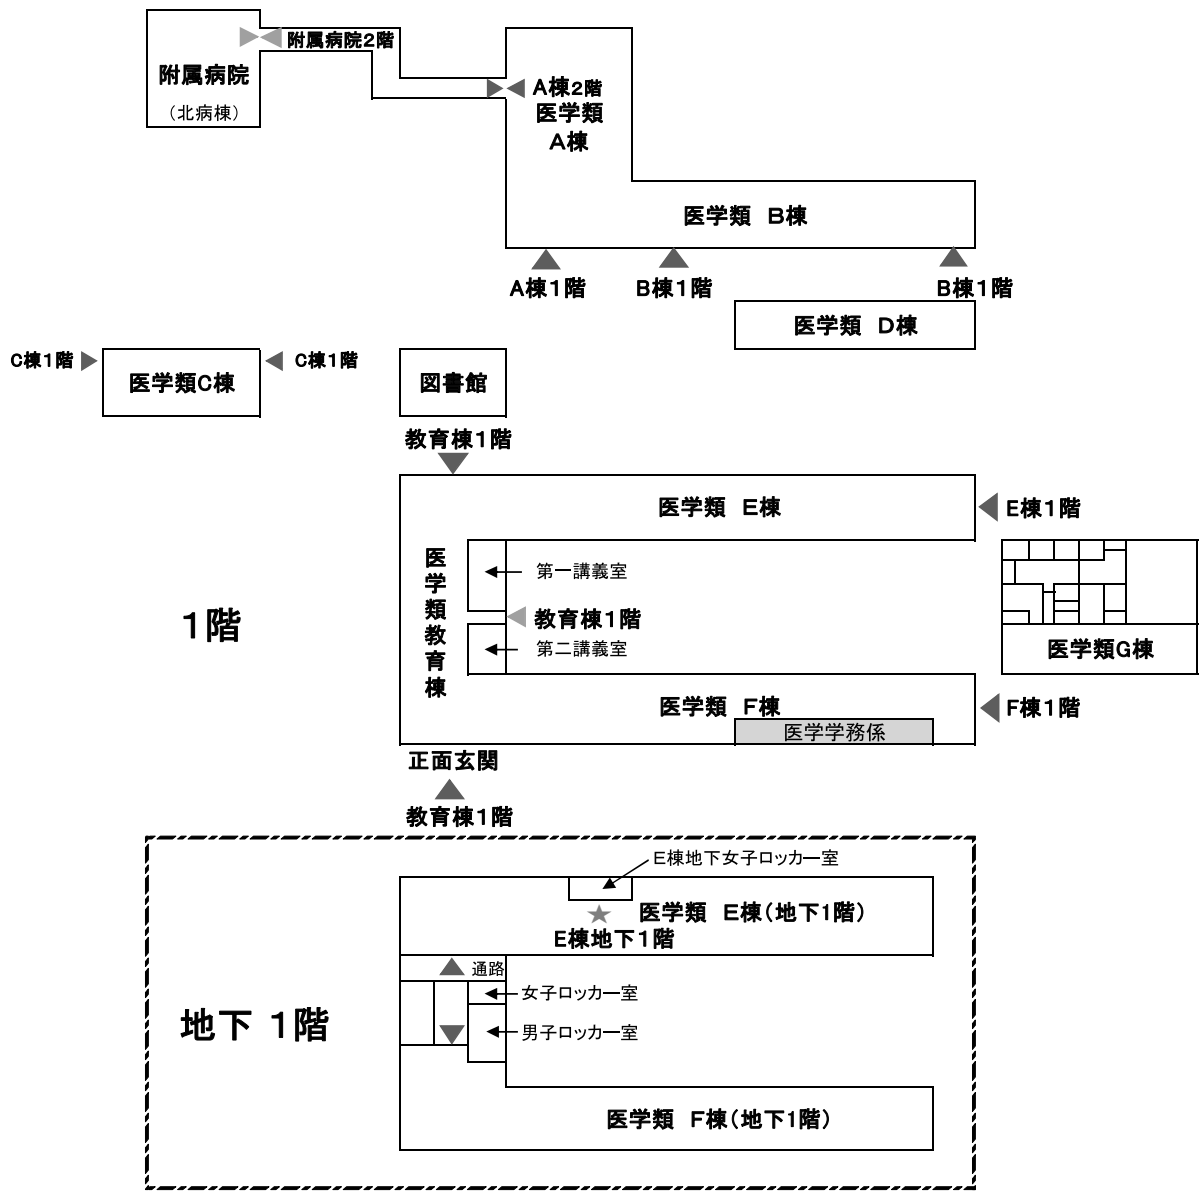 附属病院2階
附属病院
（北病棟）
A棟2階
医学類
A棟
医学類　B棟
A棟1階
B棟1階
B棟1階
医学類　D棟
C棟1階
医学類C棟
C棟1階
図書館
教育棟1階
医学類　E棟
E棟1階
医学類教育棟
第一講義室
教育棟1階
第二講義室
1階
医学類G棟
医学類　F棟
F棟1階
医学学務係
正面玄関
教育棟1階
E棟地下女子ロッカー室
医学類　E棟（地下1階）
E棟地下1階
通路
女子ロッカー室
地下 1階
男子ロッカー室
医学類　F棟（地下1階）